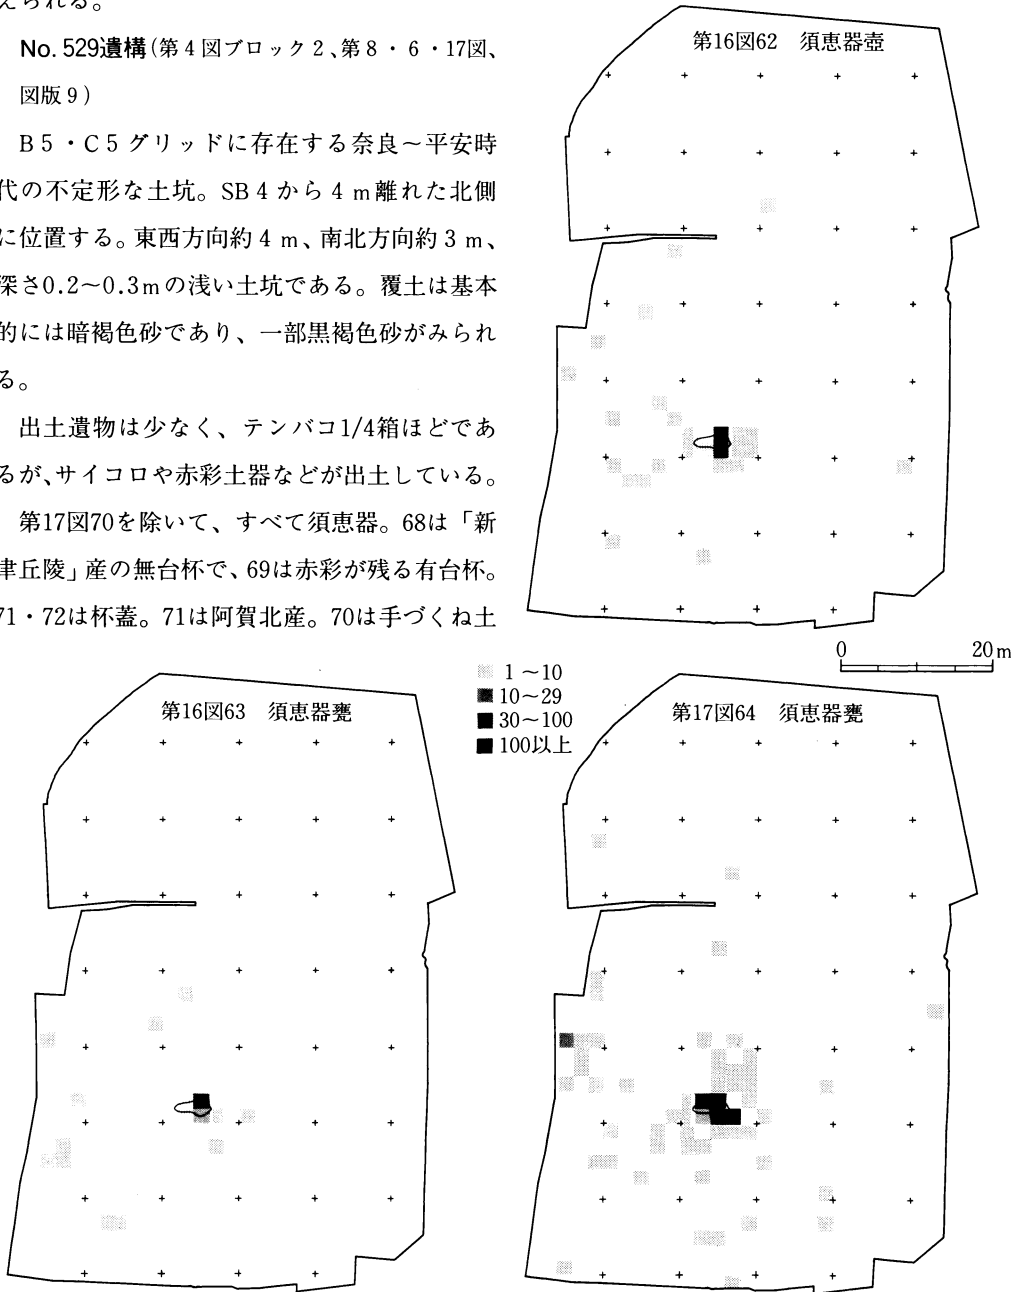 えられる。
No. 529遺構(第4図ブロック2、第8・6・17図、
図版9)
B5・C5グリッドに存在する奈良～平安時
代の不定形な土坑。SB4から4m離れた北側
に位置する。東西方向約4m、南北方向約3m、
深さ0.2～0.3mの浅い土坑である。覆土は基本
的には暗褐色砂であり、一部黒褐色砂がみられ
る。
出土遺物は少なく、テンバコ1/4箱ほどであ
るが、サイコロや赤彩土器などが出土している。
第17図70を除いて、すべて須恵器。68は「新
津丘陵」産の無台杯で、69は赤彩が残る有台杯。
71・72は杯蓋。71は阿賀北産。70は手づくね土
第16図62 須恵器壺
0 20m
1～10
10～29
30～100
100以上
第16図63 須恵器甕
第17図64 須恵器甕